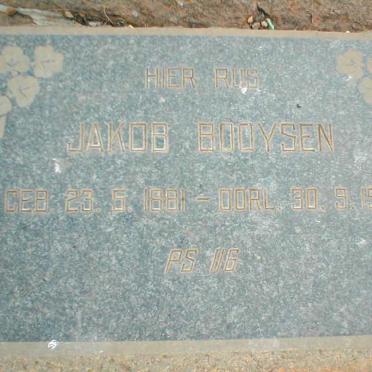 HIER RUS
JAKOB BOOYSEN
GEB 23. 5. 1881 - OORL. 30. 9. 19
PS 116